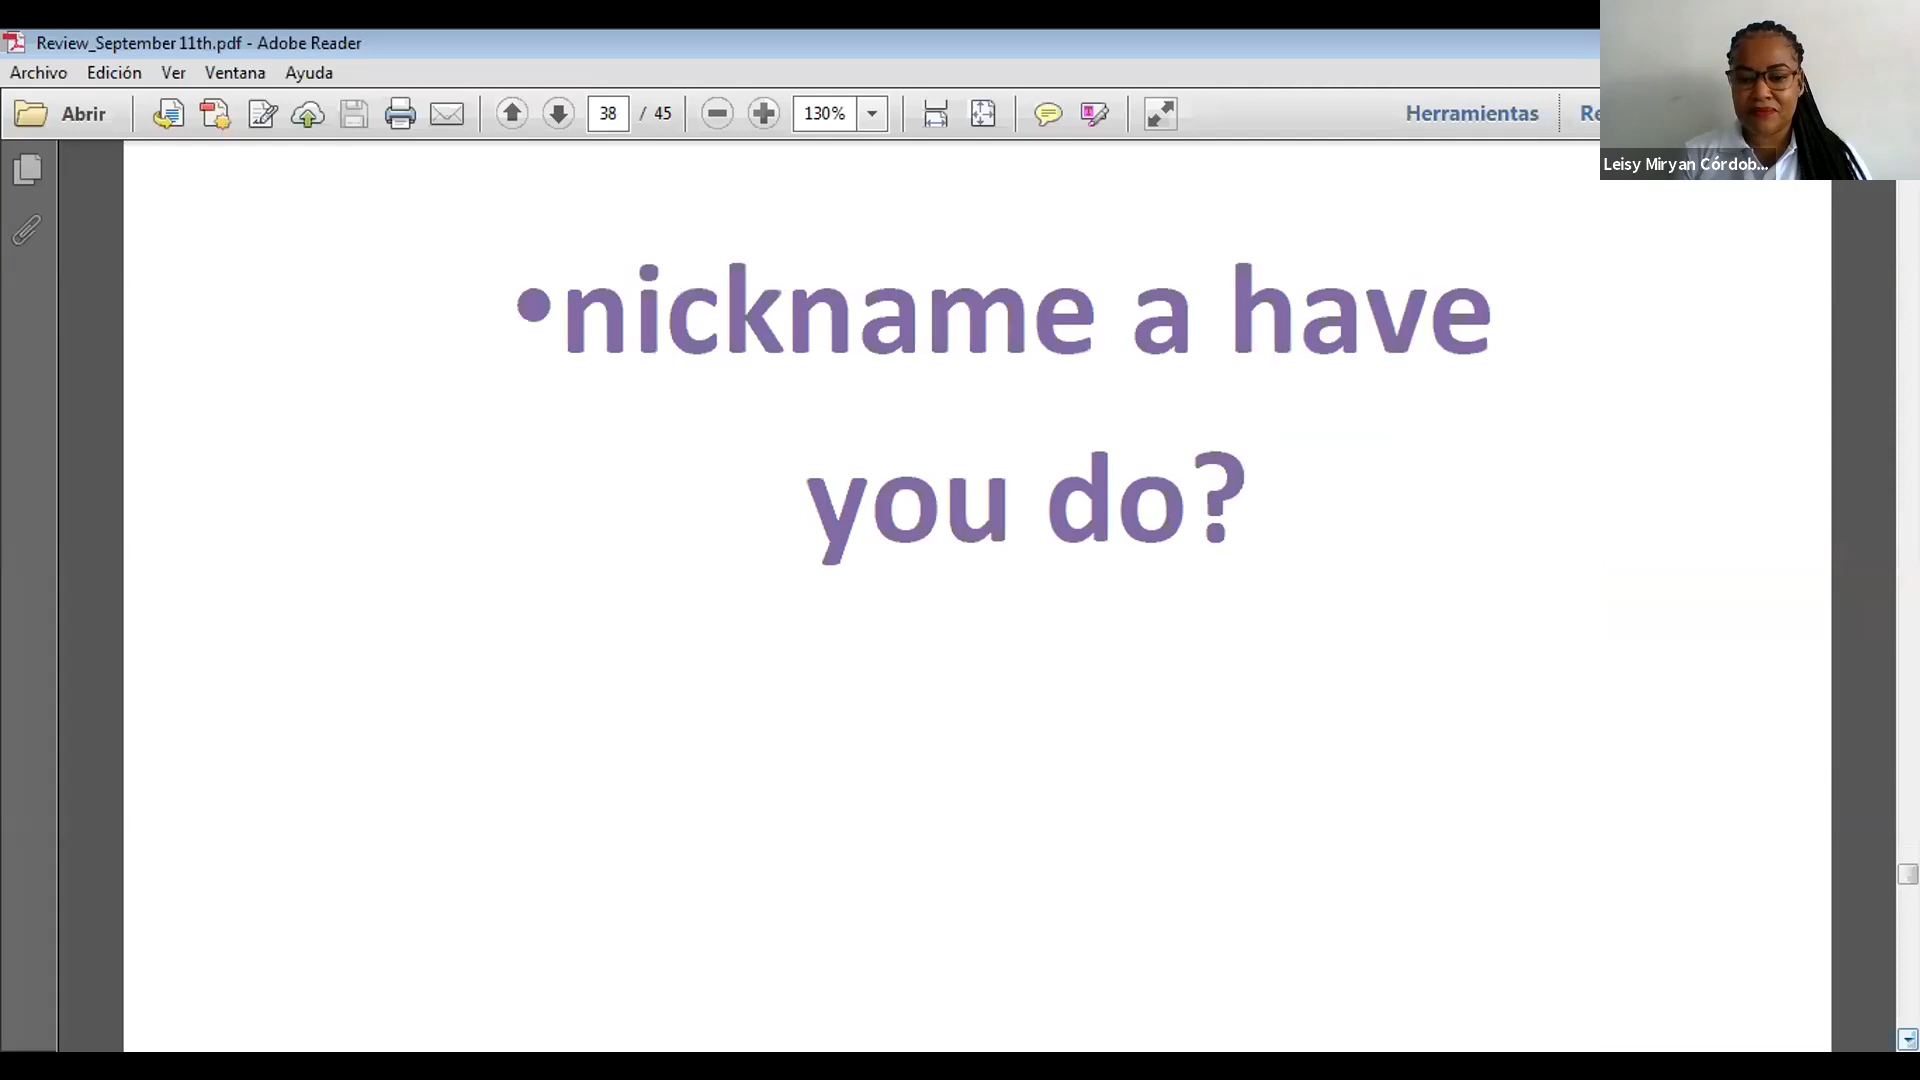 Review_September 11th.pdf - Adobe Reader
Archivo Edición Ver Ventana Ayuda
Abrir 38 / 45 130% Herramientas
Leisy Miryan Córdob...
•nickname a have
you do?